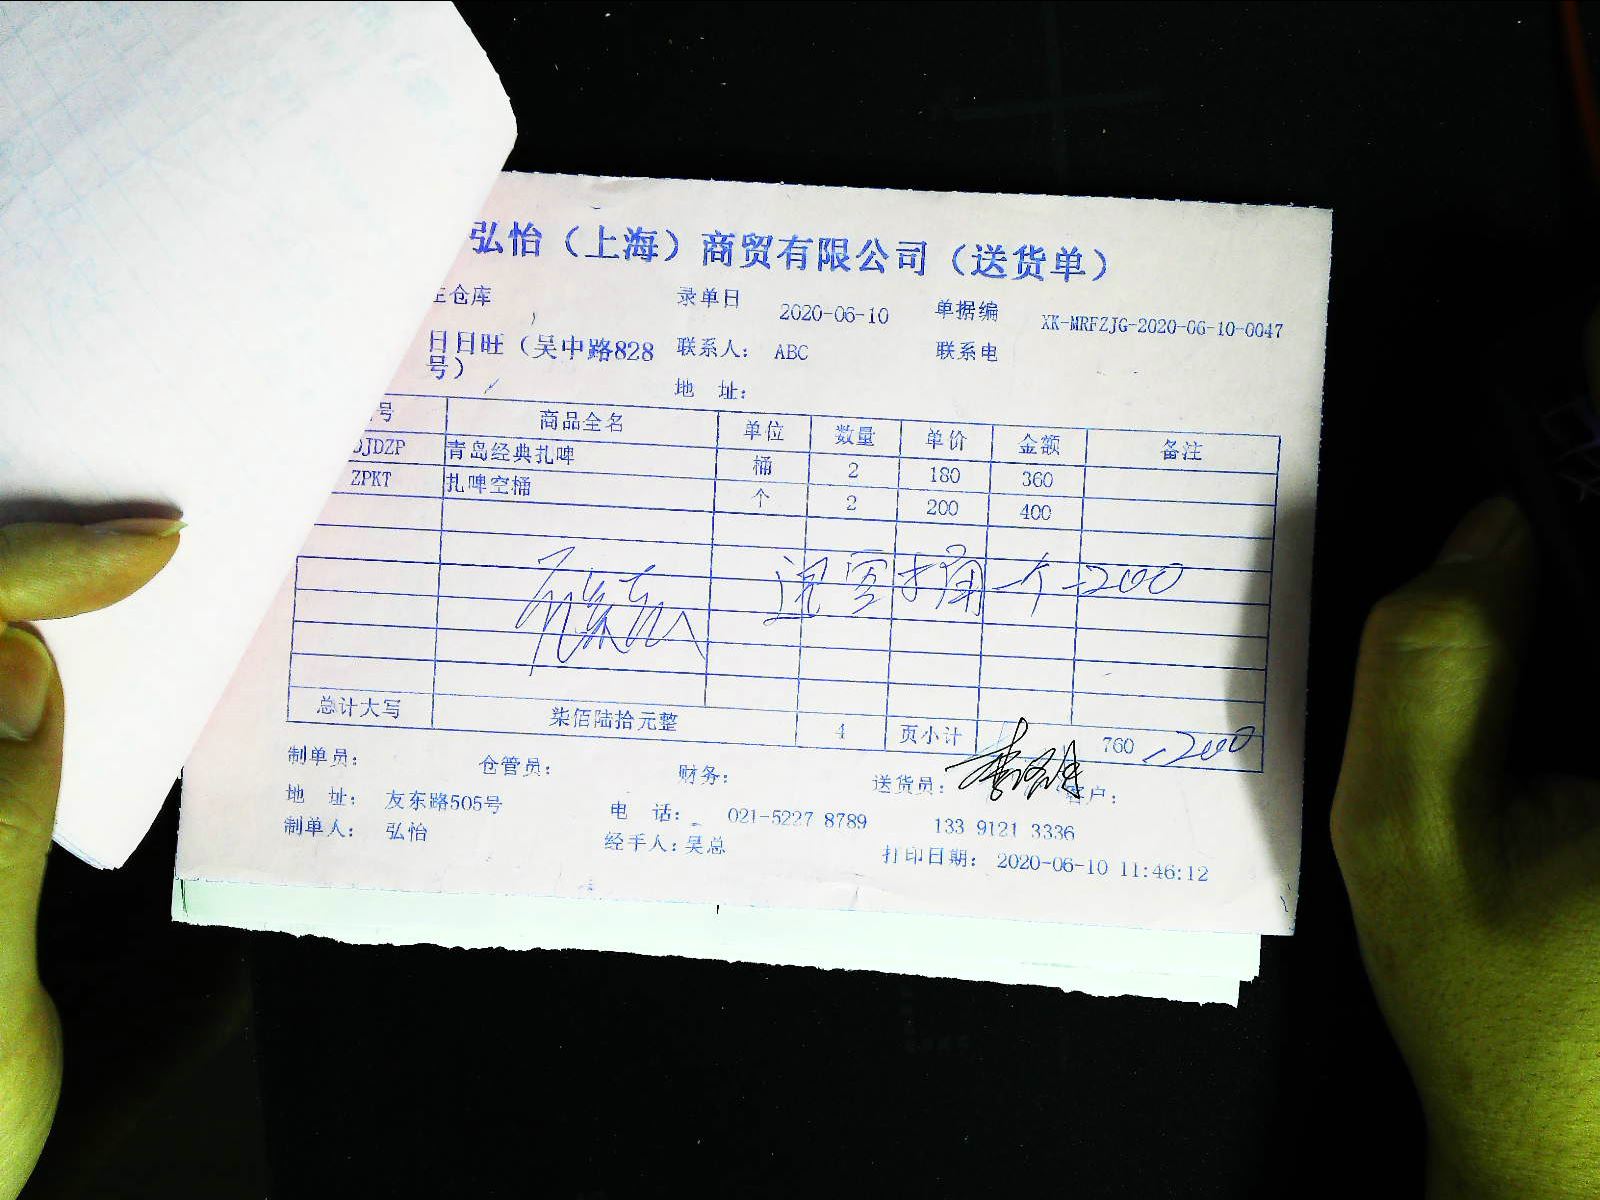 弘怡（上海）商贸有限公司（送货单）
仓库 录单日 2020-06-10 单据编 XK-MRFZJG-2020-06-10-0047
日日旺（吴中路828号） 联系人： ABC 联系电
地 址：
号 商品全名 单位 数量 单价 金额 备注
DJDZP 青岛经典扎啤 桶 2 180 360
ZPKT 扎啤空桶 个 2 200 400
退空桶一个-200
总计大写 柒佰陆拾元整 4 页小计 760 -200
制单员： 仓管员： 财务： 送货员： 客户：
地 址： 友东路505号 电 话： 021-5227 8789 133 9121 3336
制单人： 弘怡 经手人：吴总 打印日期： 2020-06-10 11:46:12